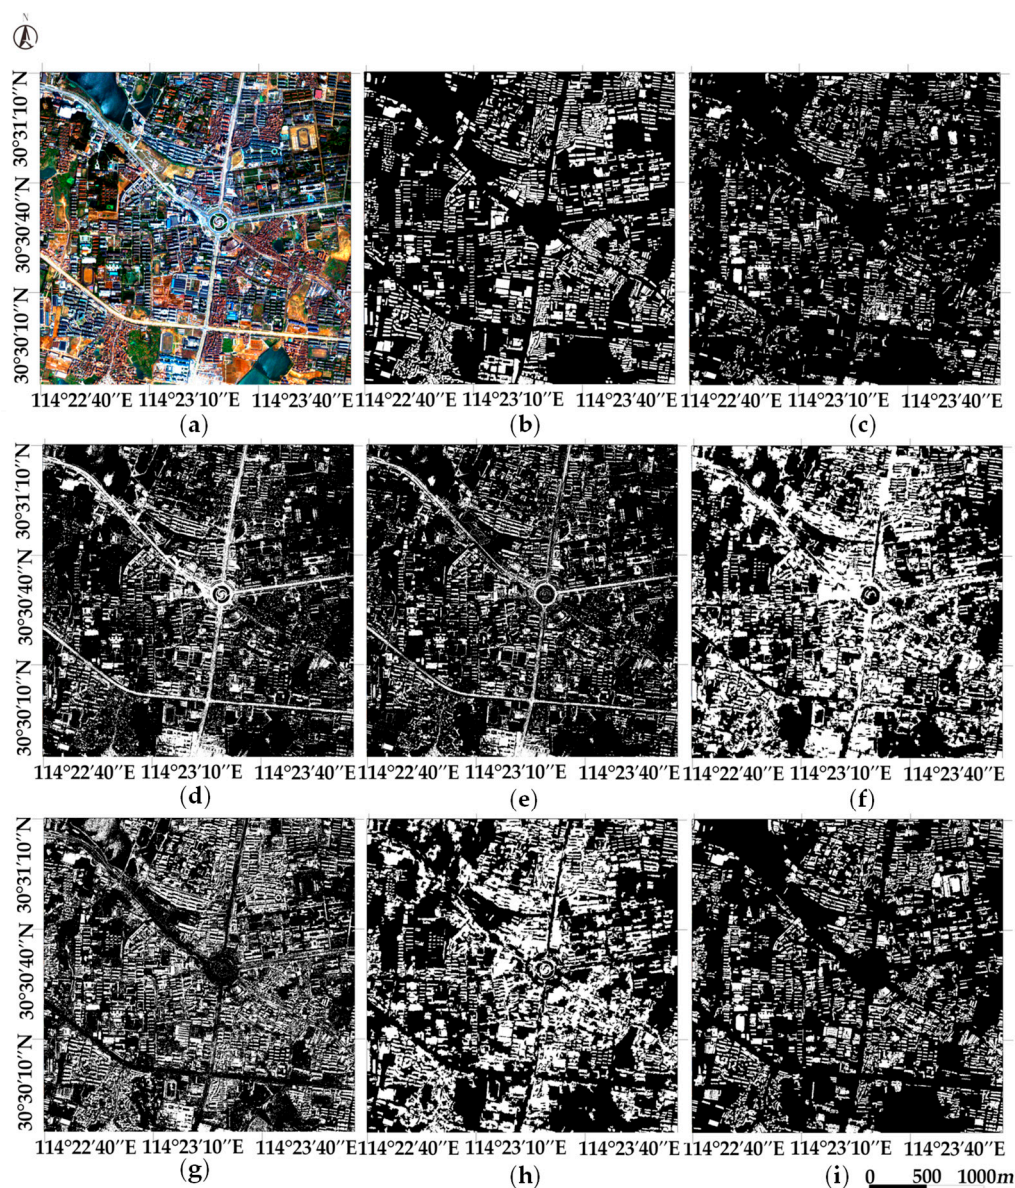 N
30°31′10′′N
30°30′40′′N
30°30′10′′N
114°22′40′′E 114°23′10′′E 114°23′40′′E
114°22′40′′E 114°23′10′′E 114°23′40′′E
114°22′40′′E 114°23′10′′E 114°23′40′′E
(a)
(b)
(c)
30°31′10′′N
30°30′40′′N
30°30′10′′N
114°22′40′′E 114°23′10′′E 114°23′40′′E
114°22′40′′E 114°23′10′′E 114°23′40′′E
114°22′40′′E 114°23′10′′E 114°23′40′′E
(d)
(e)
(f)
30°31′10′′N
30°30′40′′N
30°30′10′′N
114°22′40′′E 114°23′10′′E 114°23′40′′E
114°22′40′′E 114°23′10′′E 114°23′40′′E
114°22′40′′E 114°23′10′′E 114°23′40′′E
(g)
(h)
(i)
0 500 1000m